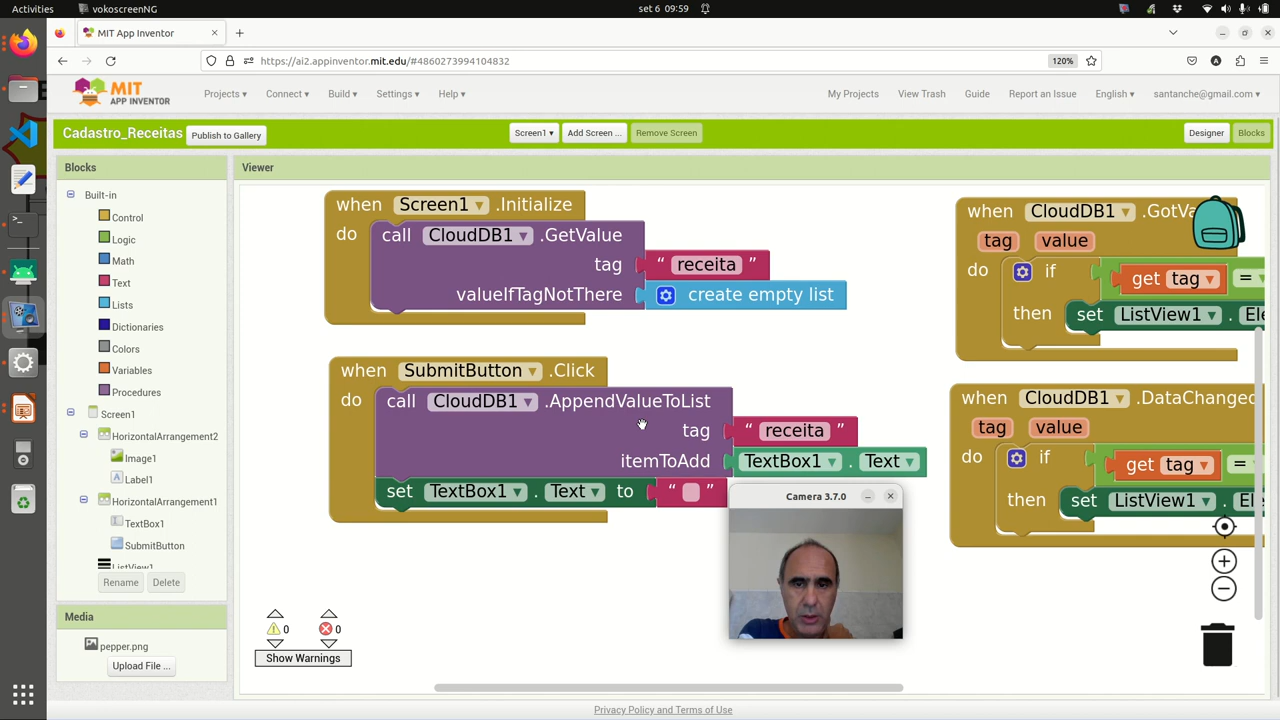 Activities
vokoscreenNG
set 6 09:59
MIT App Inventor
https://ai2.appinventor.mit.edu/#4860273994104832
120%
MIT
APP INVENTOR
Projects
Connect
Build
Settings
Help
My Projects
View Trash
Guide
Report an Issue
English
santanche@gmail.com
Cadastro_Receitas
Publish to Gallery
Screen1
Add Screen ...
Remove Screen
Designer
Blocks
Blocks
Built-in
Control
Logic
Math
Text
Lists
Dictionaries
Colors
Variables
Procedures
Screen1
HorizontalArrangement2
Image1
Label1
HorizontalArrangement1
TextBox1
SubmitButton
ListView1
Rename
Delete
Media
pepper.png
Upload File ...
Viewer
when Screen1 .Initialize
do call CloudDB1 .GetValue
tag “ receita ”
valueIfTagNotThere create empty list
when SubmitButton .Click
do call CloudDB1 .AppendValueToList
tag “ receita ”
itemToAdd TextBox1 . Text
set TextBox1 . Text to “ ”
when CloudDB1 .GotVa
tag value
do if get tag =
then set ListView1 . Ele
when CloudDB1 .DataChanged
tag value
do if get tag =
then set ListView1 . El
Camera 3.7.0
0 0
Show Warnings
Privacy Policy and Terms of Use